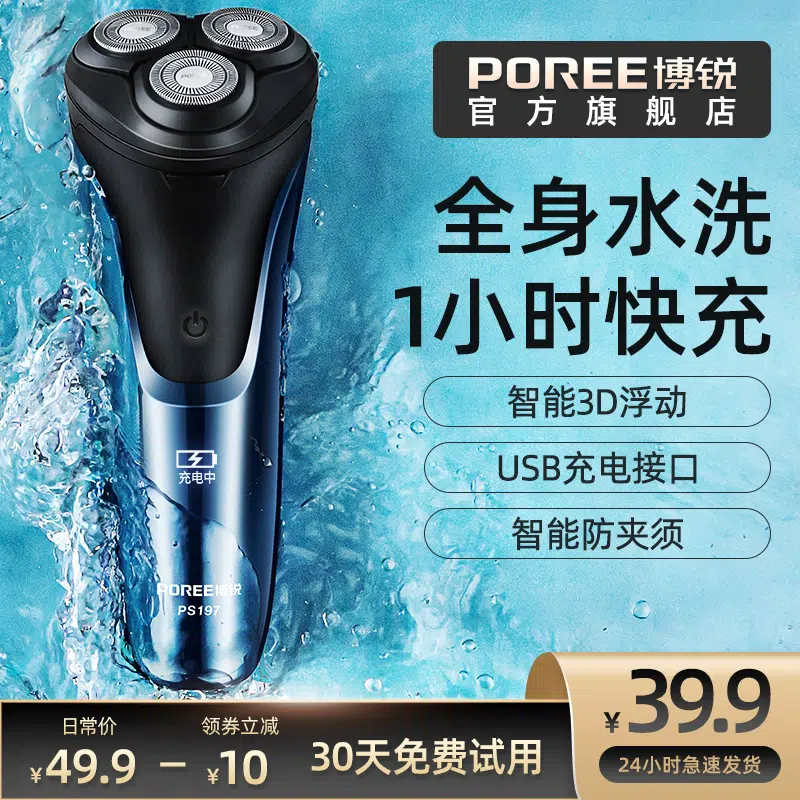 POREE博锐
官方旗舰店
全身水洗
1小时快充
智能3D浮动
USB充电接口
智能防夹须
充电中
POREE博锐
PS197
日常价
¥49.9
－
领券立减
¥10
30天免费试用
¥39.9
24小时急速发货